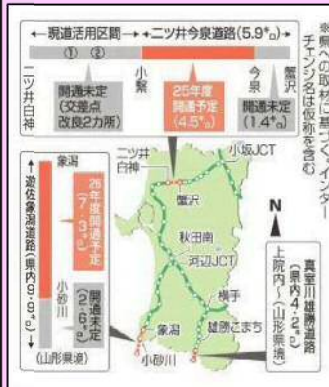 ←現道活用区間→←二ツ井今泉道路(5.9㌔)→
① ②
二ツ井白神
開通未定
(交差点
改良2カ所)
小繋
25年度
開通予定
(4.5㌔)
今泉
開通未定
(1.4㌔)
蟹沢
※県への取材に基づく。インター
チェンジ名は仮称を含む
象潟
遊佐象潟道路(県内9・9㌔)
26年度開通予定
(7・3㌔)
小砂川
開通未定
(2・6㌔)
(山形県境)
二ツ井
白神
小坂JCT
蟹沢
秋田南
河辺JCT
横手
雄勝こまち
象潟
小砂川
N
真室川雄勝道路
(県内4・2㌔)
上院内〜(山形県境)